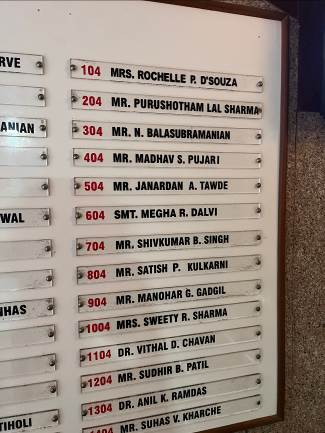 RVE
ANIAN
WAL
NHAS
TIHOLI
104 MRS. ROCHELLE P. D'SOUZA
204 MR. PURUSHOTHAM LAL SHARMA
304 MR. N. BALASUBRAMANIAN
404 MR. MADHAV S. PUJARI
504 MR. JANARDAN A. TAWDE
604 SMT. MEGHA R. DALVI
704 MR. SHIVKUMAR B. SINGH
804 MR. SATISH P. KULKARNI
904 MR. MANOHAR G. GADGIL
1004 MRS. SWEETY R. SHARMA
1104 DR. VITHAL D. CHAVAN
1204 MR. SUDHIR B. PATIL
1304 DR. ANIL K. RAMDAS
1404 MR. SUHAS V. KHARCHE